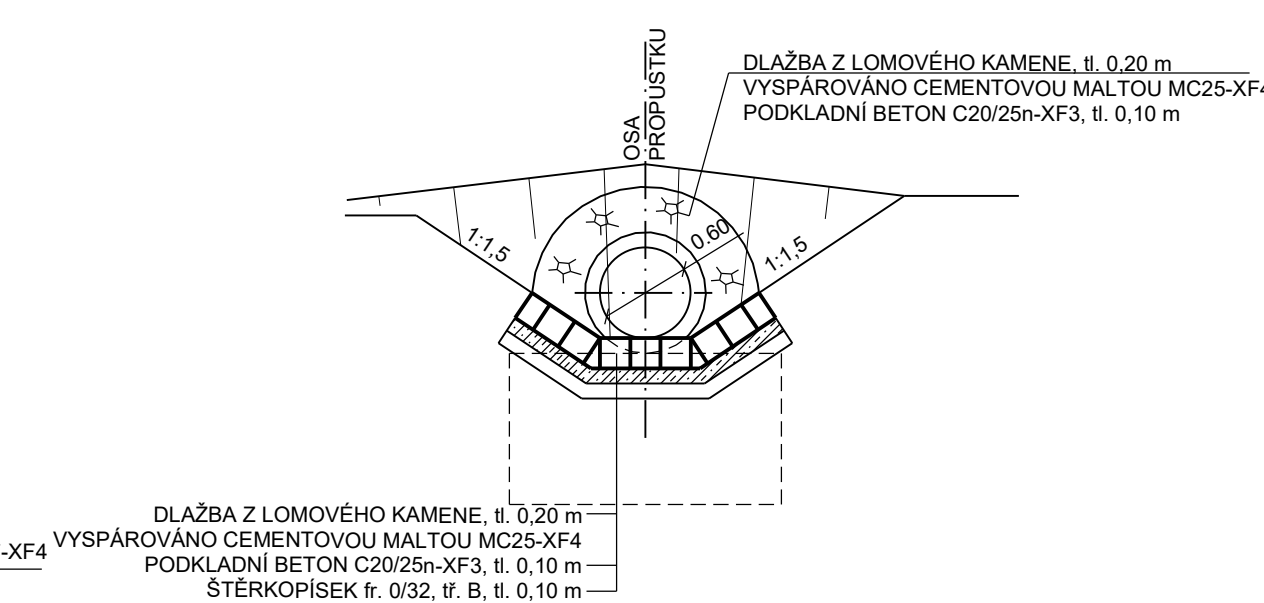 OSA
PROPUSTKU
DLAŽBA Z LOMOVÉHO KAMENE, tl. 0,20 m
VYSPÁROVÁNO CEMENTOVOU MALTOU MC25-XF4
PODKLADNÍ BETON C20/25n-XF3, tl. 0,10 m
1:1,5
0.60
1:1,5
DLAŽBA Z LOMOVÉHO KAMENE, tl. 0,20 m
-XF4
VYSPÁROVÁNO CEMENTOVOU MALTOU MC25-XF4
PODKLADNÍ BETON C20/25n-XF3, tl. 0,10 m
ŠTĚRKOPÍSEK fr. 0/32, tř. B, tl. 0,10 m